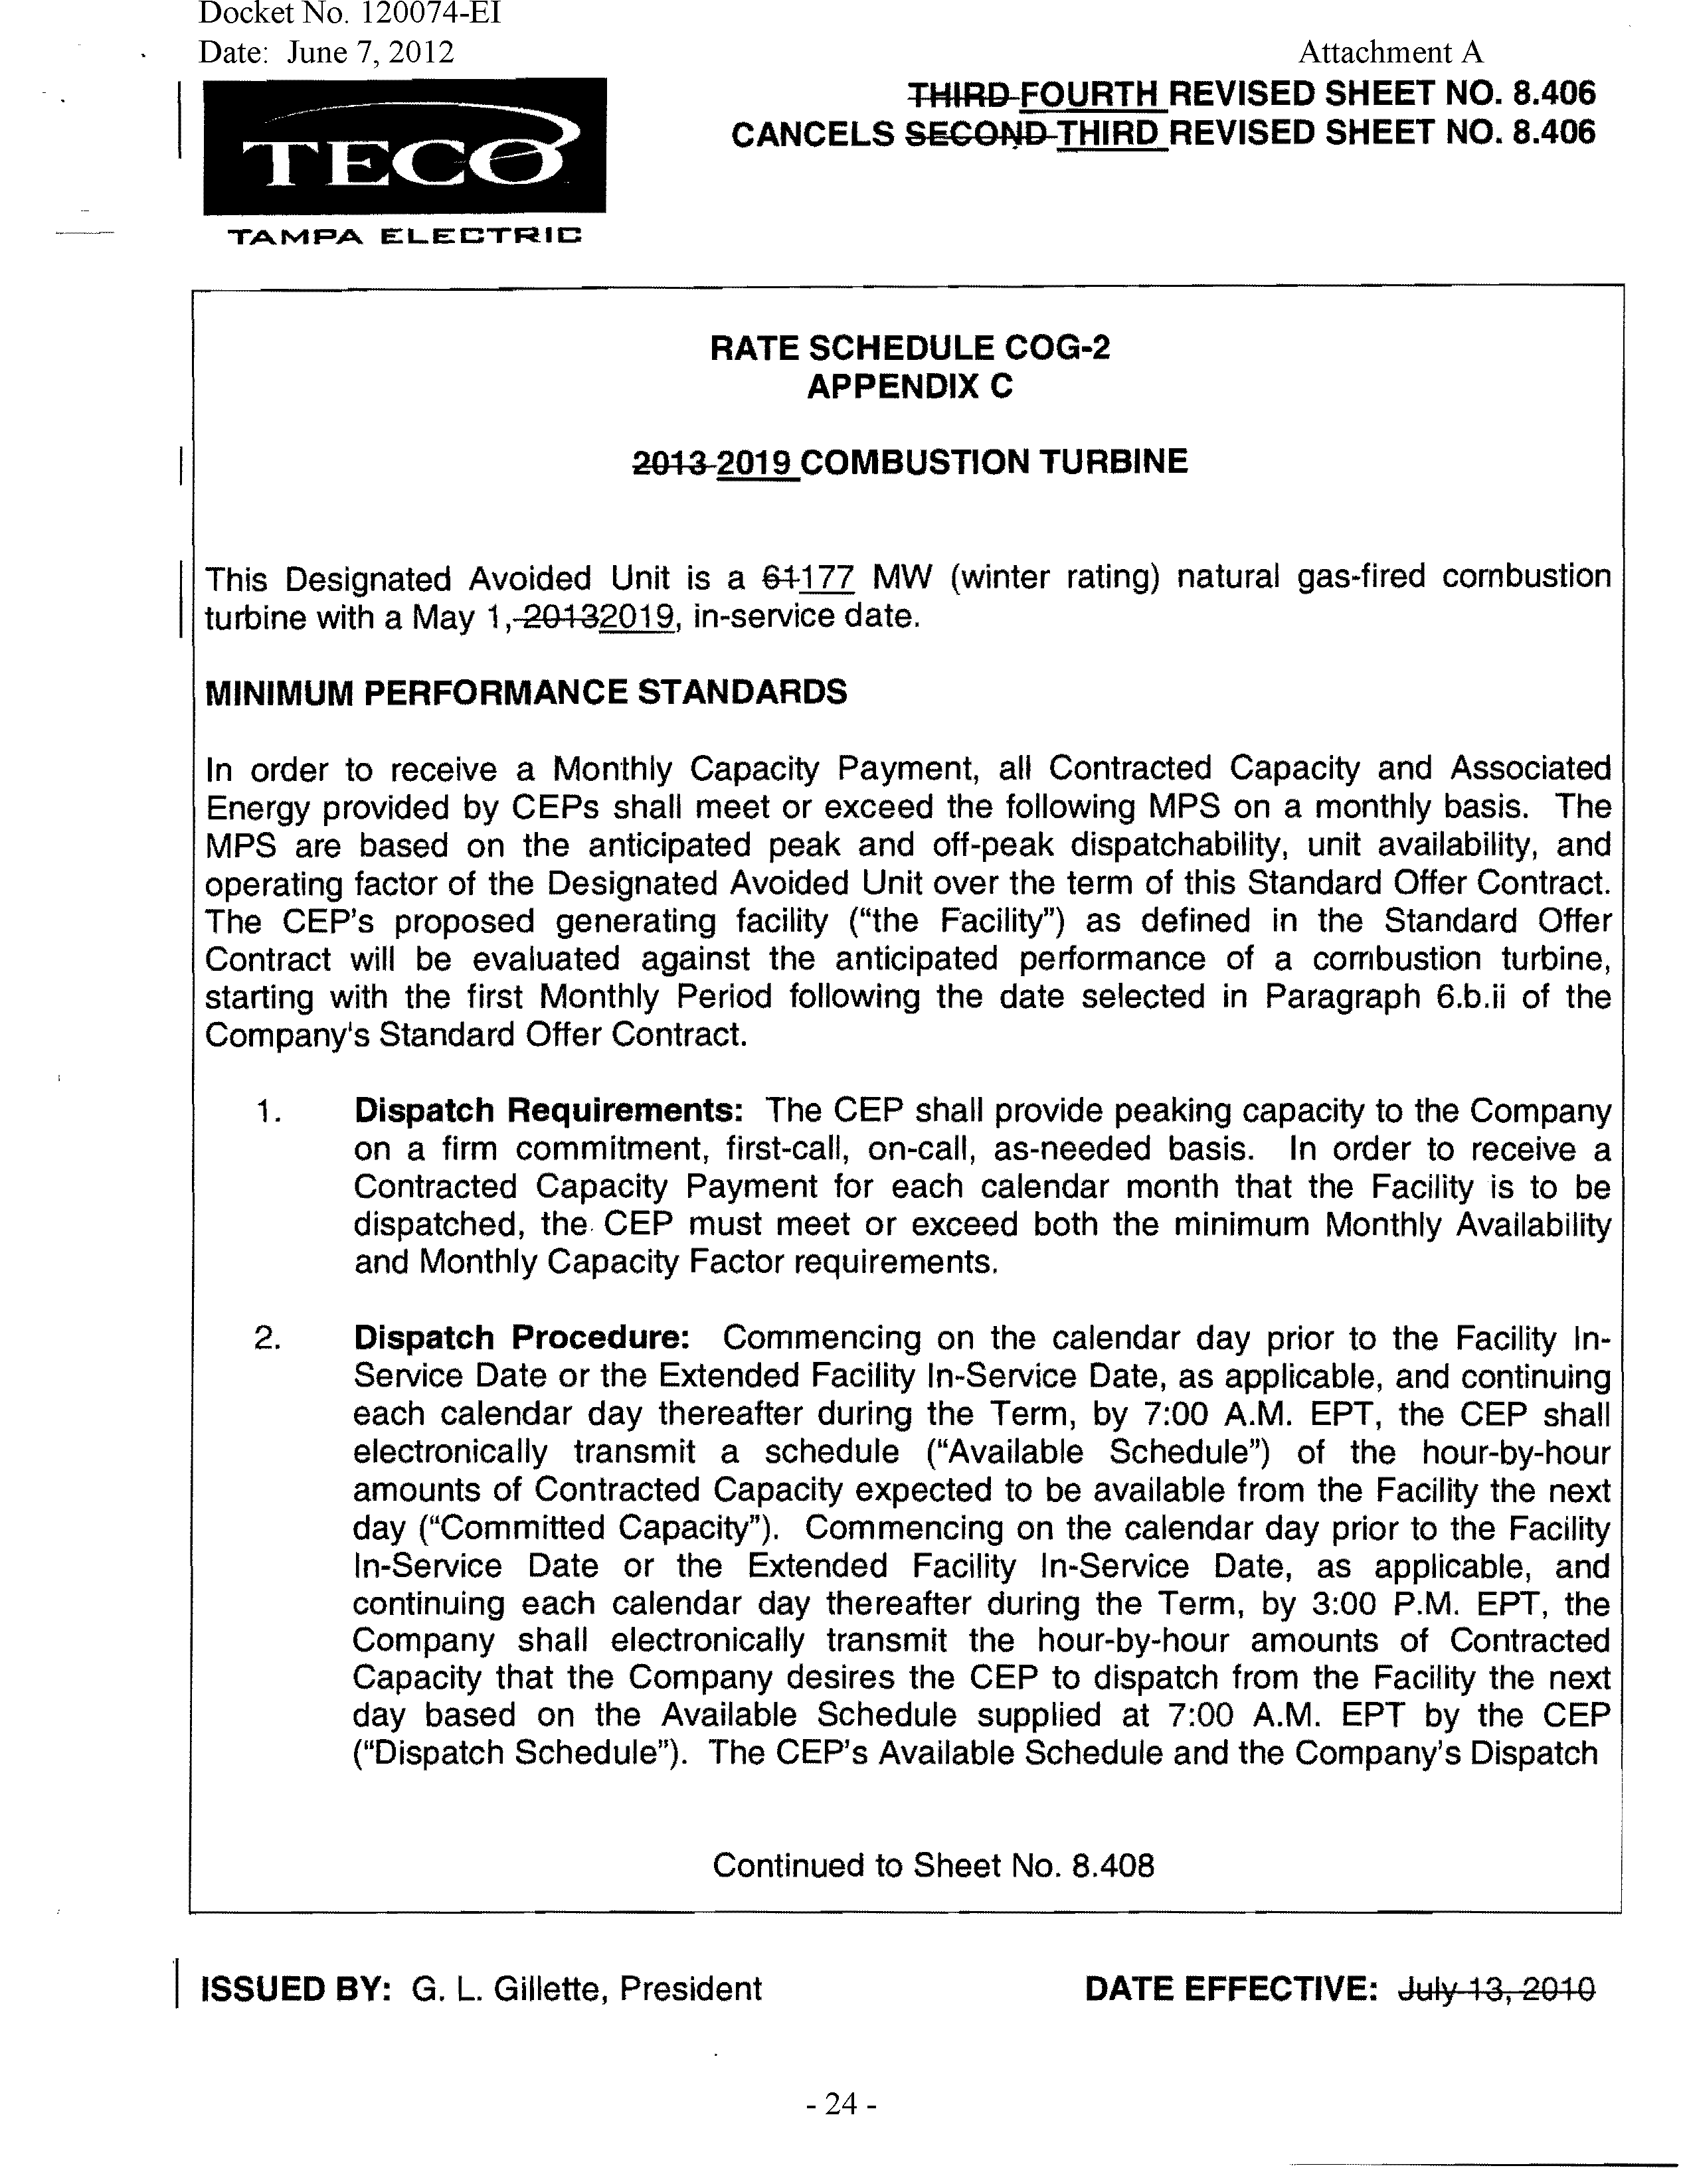 Docket No. 120074-EI
Date: June 7, 2012
Attachment A
THIRD FOURTH REVISED SHEET NO. 8.406
CANCELS SECOND THIRD REVISED SHEET NO. 8.406
TECO
TAMPA ELECTRIC
RATE SCHEDULE COG-2
APPENDIX C
2013 2019 COMBUSTION TURBINE
This Designated Avoided Unit is a 61177 MW (winter rating) natural gas-fired combustion
turbine with a May 1, 20132019, in-service date.
MINIMUM PERFORMANCE STANDARDS
In order to receive a Monthly Capacity Payment, all Contracted Capacity and Associated
Energy provided by CEPs shall meet or exceed the following MPS on a monthly basis. The
MPS are based on the anticipated peak and off-peak dispatchability, unit availability, and
operating factor of the Designated Avoided Unit over the term of this Standard Offer Contract.
The CEP's proposed generating facility ("the Facility") as defined in the Standard Offer
Contract will be evaluated against the anticipated performance of a combustion turbine,
starting with the first Monthly Period following the date selected in Paragraph 6.b.ii of the
Company's Standard Offer Contract.
1. Dispatch Requirements: The CEP shall provide peaking capacity to the Company
on a firm commitment, first-call, on-call, as-needed basis. In order to receive a
Contracted Capacity Payment for each calendar month that the Facility is to be
dispatched, the CEP must meet or exceed both the minimum Monthly Availability
and Monthly Capacity Factor requirements.
2. Dispatch Procedure: Commencing on the calendar day prior to the Facility In-
Service Date or the Extended Facility In-Service Date, as applicable, and continuing
each calendar day thereafter during the Term, by 7:00 A.M. EPT, the CEP shall
electronically transmit a schedule ("Available Schedule") of the hour-by-hour
amounts of Contracted Capacity expected to be available from the Facility the next
day ("Committed Capacity"). Commencing on the calendar day prior to the Facility
In-Service Date or the Extended Facility In-Service Date, as applicable, and
continuing each calendar day thereafter during the Term, by 3:00 P.M. EPT, the
Company shall electronically transmit the hour-by-hour amounts of Contracted
Capacity that the Company desires the CEP to dispatch from the Facility the next
day based on the Available Schedule supplied at 7:00 A.M. EPT by the CEP
("Dispatch Schedule"). The CEP's Available Schedule and the Company's Dispatch
Continued to Sheet No. 8.408
ISSUED BY: G. L. Gillette, President
DATE EFFECTIVE: July 13, 2010
- 24 -